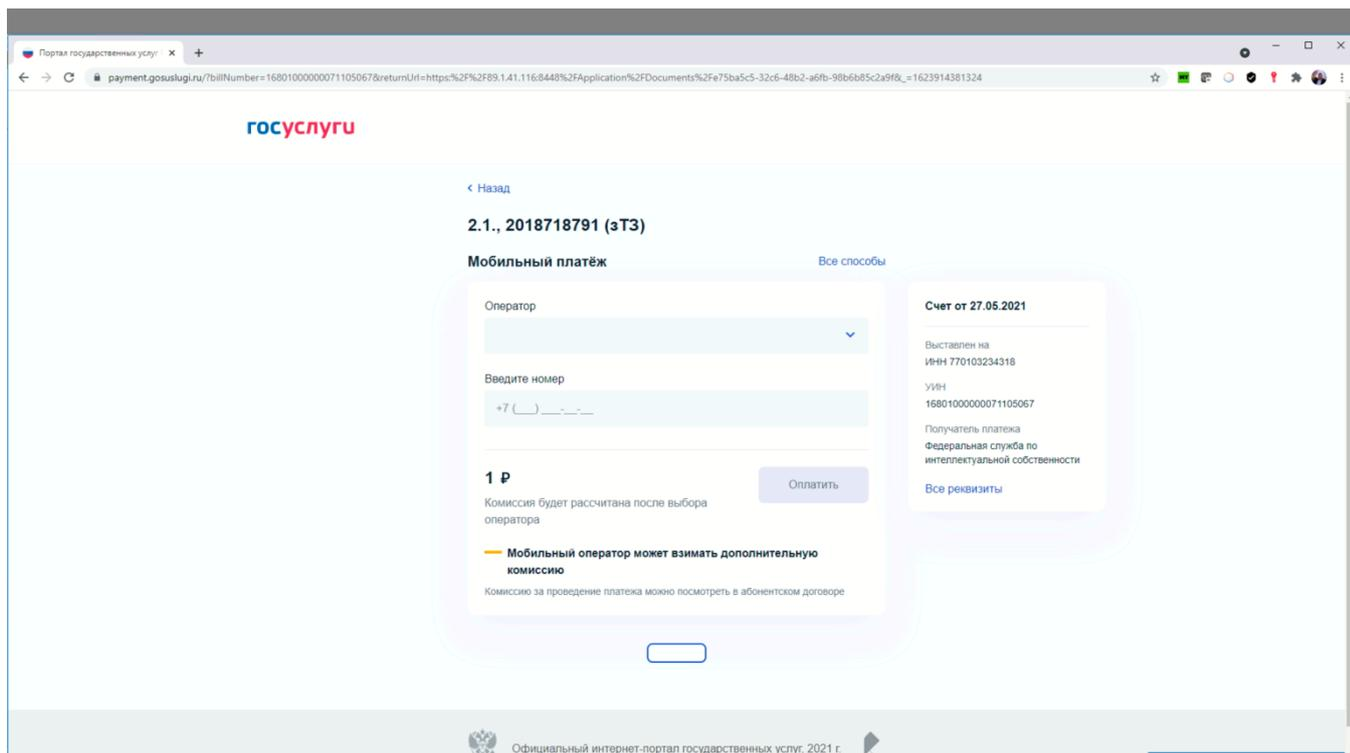 Портал государственных услуг
payment.gosuslugi.ru/?billNumber=16801000000071105067&returnUrl=https:%2F%2F89.1.41.116:8448%2FApplication%2FDocuments%2Fe75ba5c5-32c6-48b2-a6fb-98b6b85c2a9f&_=1623914381324
госуслуги
Назад
2.1., 2018718791 (зТЗ)
Мобильный платёж
Все способы
Оператор
Введите номер
+7 (___) ___-__-__
1 ₽
Оплатить
Комиссия будет рассчитана после выбора
оператора
Мобильный оператор может взимать дополнительную
комиссию
Комиссию за проведение платежа можно посмотреть в абонентском договоре
Счет от 27.05.2021
Выставлен на
ИНН 770103234318
УИН
16801000000071105067
Получатель платежа
Федеральная служба по
интеллектуальной собственности
Все реквизиты
Официальный интернет-портал государственных услуг. 2021 г.